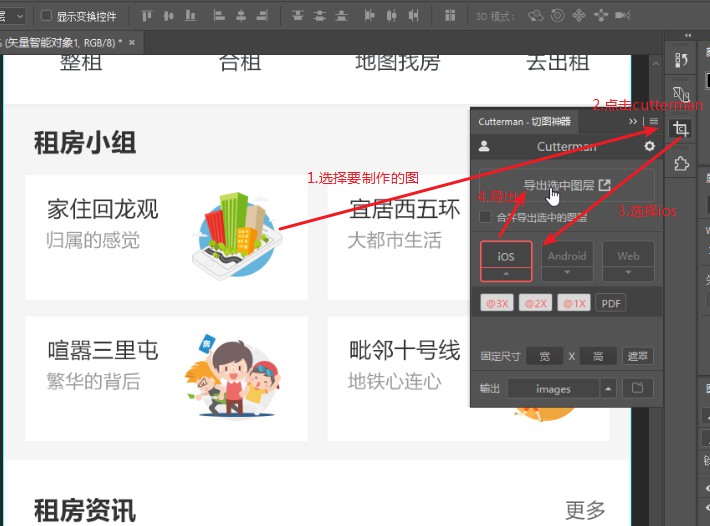 层
显示变换控件
3D 模式:
(矢量智能对象1, RGB/8) * ×
整租
合租
地图找房
去出租
2.点击cutterman
Cutterman - 切图神器
租房小组
Cutterman
1.选择要制作的图
导出选中图层
4.导出
家住回龙观
宜居西五环
3.选择ios
合并导出选中的图层
归属的感觉
大都市生活
iOS
Android
Web
@3X
@2X
@1X
PDF
喧嚣三里屯
毗邻十号线
固定尺寸
宽
X
高
遮罩
繁华的背后
地铁心连心
输出
images
租房资讯
更多